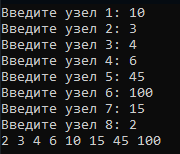 Введите узел 1: 10
Введите узел 2: 3
Введите узел 3: 4
Введите узел 4: 6
Введите узел 5: 45
Введите узел 6: 100
Введите узел 7: 15
Введите узел 8: 2
2 3 4 6 10 15 45 100